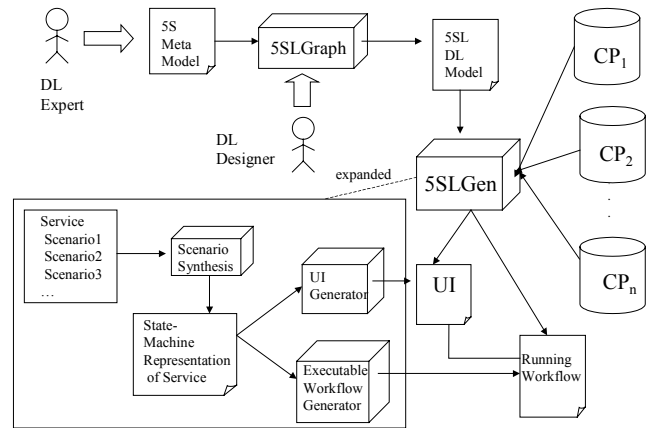 DL
Expert
5S
Meta
Model
5SLGraph
5SL
DL
Model
CP1
DL
Designer
CP2
.
.
CPn
expanded
5SLGen
Service
Scenario1
Scenario2
Scenario3
…
Scenario
Synthesis
UI
Generator
UI
State-
Machine
Representation
of Service
Executable
Workflow
Generator
Running
Workflow